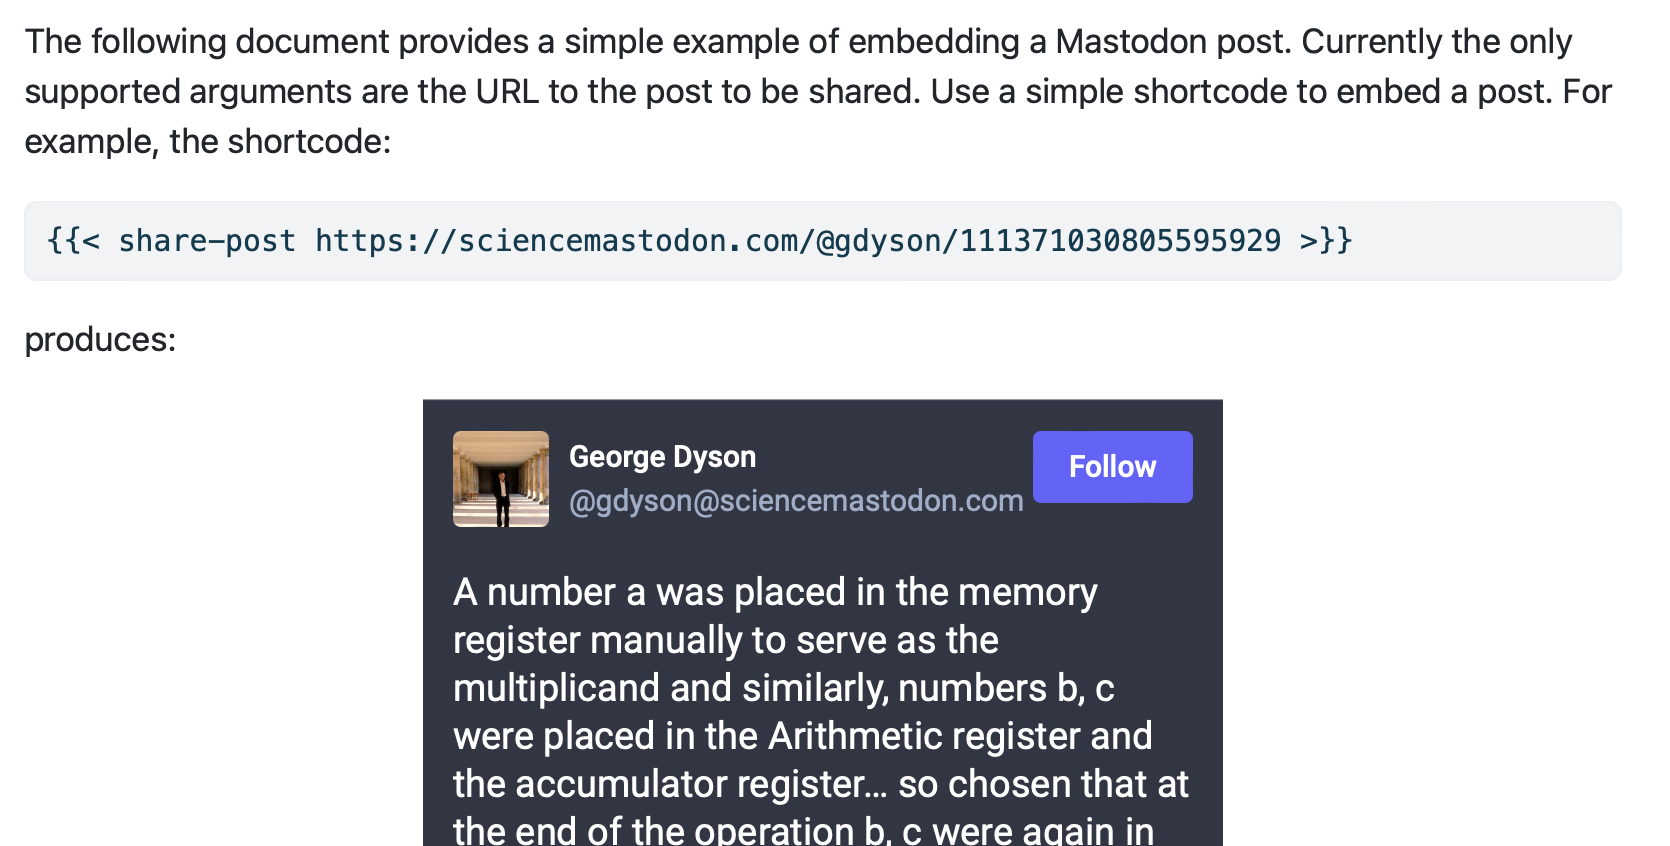 The following document provides a simple example of embedding a Mastodon post. Currently the only
supported arguments are the URL to the post to be shared. Use a simple shortcode to embed a post. For
example, the shortcode:
{{< share-post https://sciencemastodon.com/@gdyson/111371030805595929 >}}
produces:
George Dyson
@gdyson@sciencemastodon.com
Follow
A number a was placed in the memory
register manually to serve as the
multiplicand and similarly, numbers b, c
were placed in the Arithmetic register and
the accumulator register… so chosen that at
the end of the operation b, c were again in